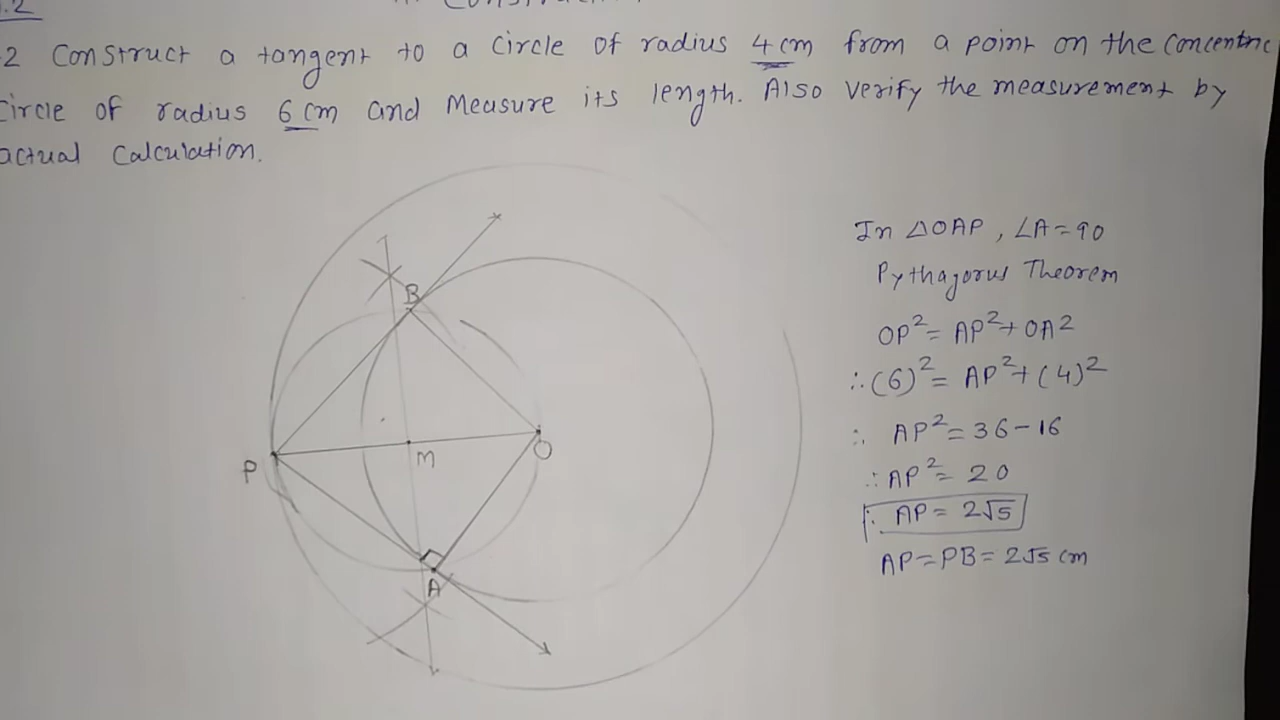 .2
2 Construct a tangent to a circle of radius 4 cm from a point on the concentric
circle of radius 6 cm and Measure its length. Also verify the measurement by
actual calculation.
In △OAP, ∠A=90
Pythagorus Theorem
OP²= AP²+OA²
∴(6)²= AP²+(4)²
∴ AP²=36-16
∴AP²= 20
∴ AP= 2√5
AP=PB=2√5 cm
B
P
M
O
A